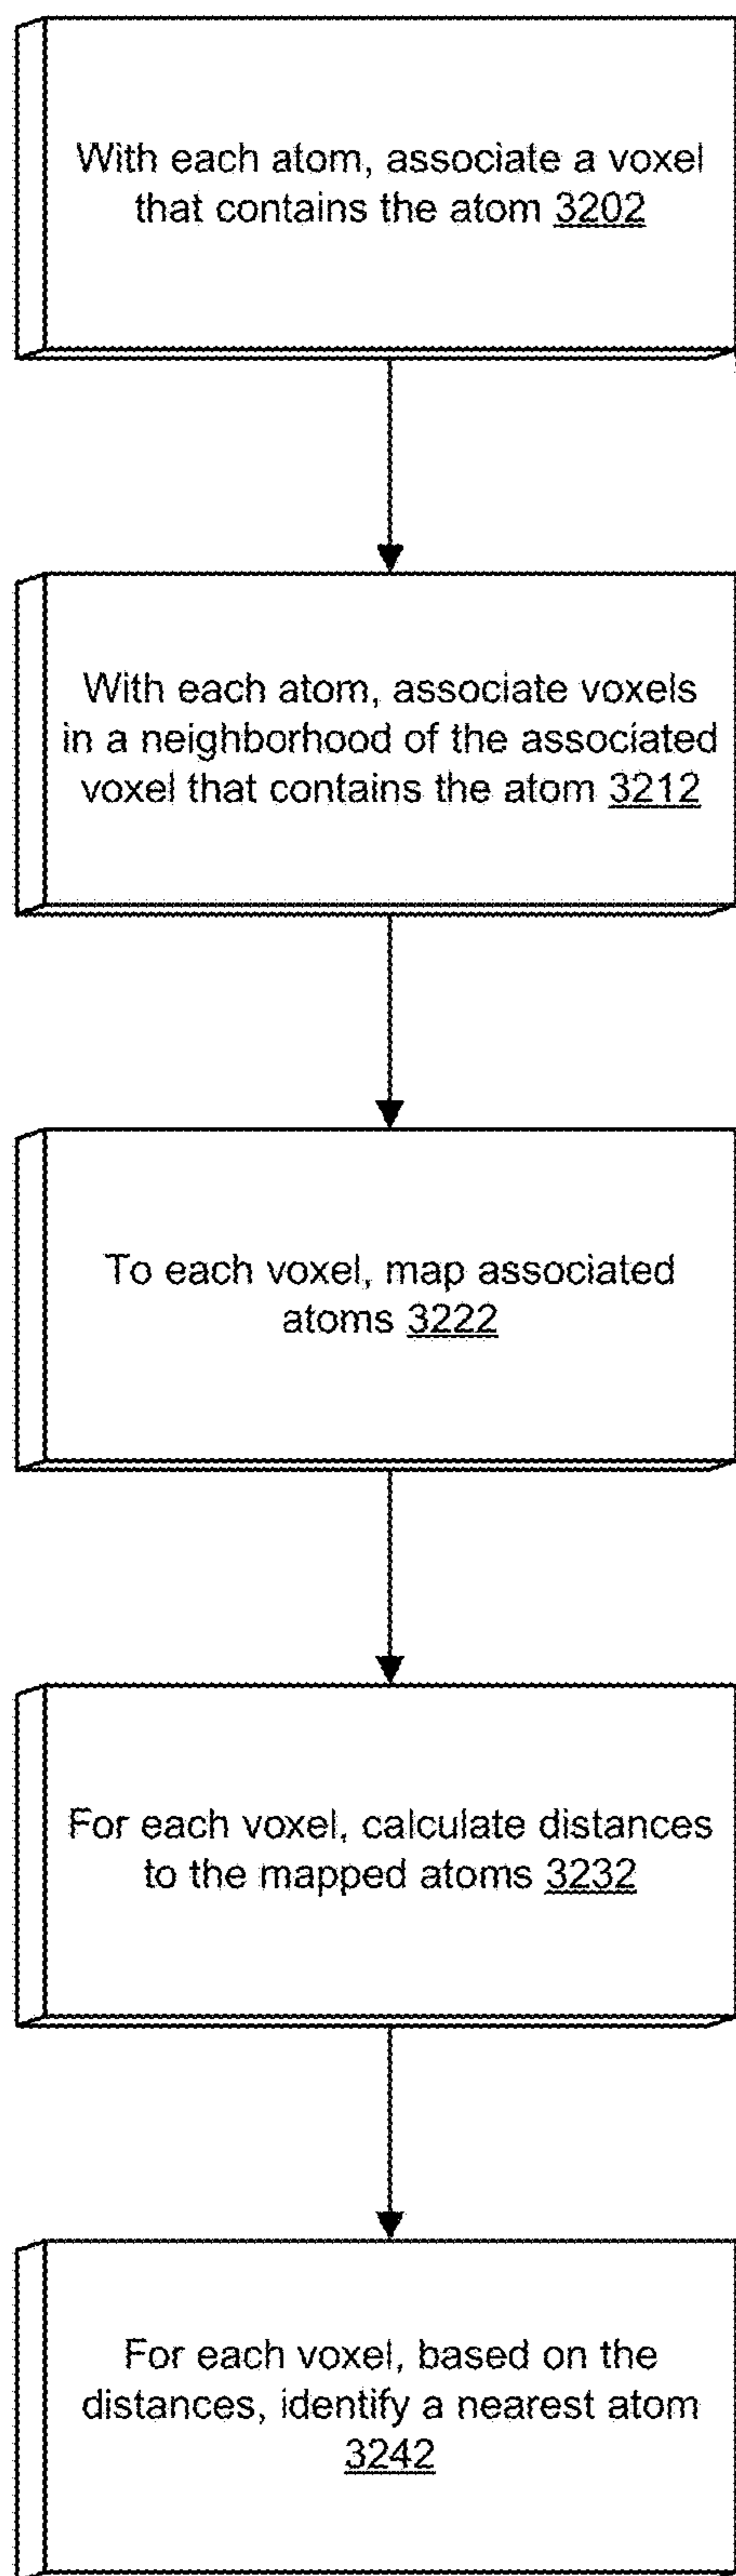 With each atom, associate a voxel
that contains the atom 3202
With each atom, associate voxels
in a neighborhood of the associated
voxel that contains the atom 3212
To each voxel, map associated
atoms 3222
For each voxel, calculate distances
to the mapped atoms 3232
For each voxel, based on the
distances, identify a nearest atom
3242